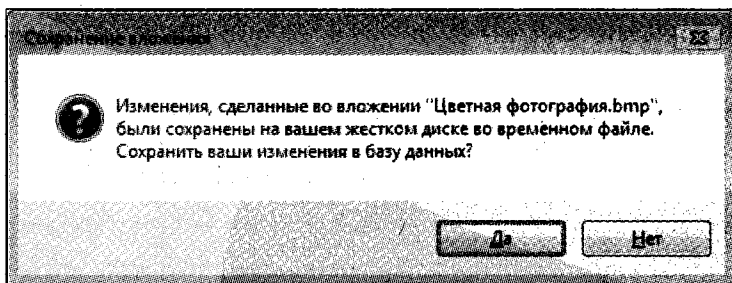 Сохранение вложения
Изменения, сделанные во вложении "Цветная фотография.bmp",
были сохранены на вашем жестком диске во временном файле.
Сохранить ваши изменения в базу данных?
Да
Нет